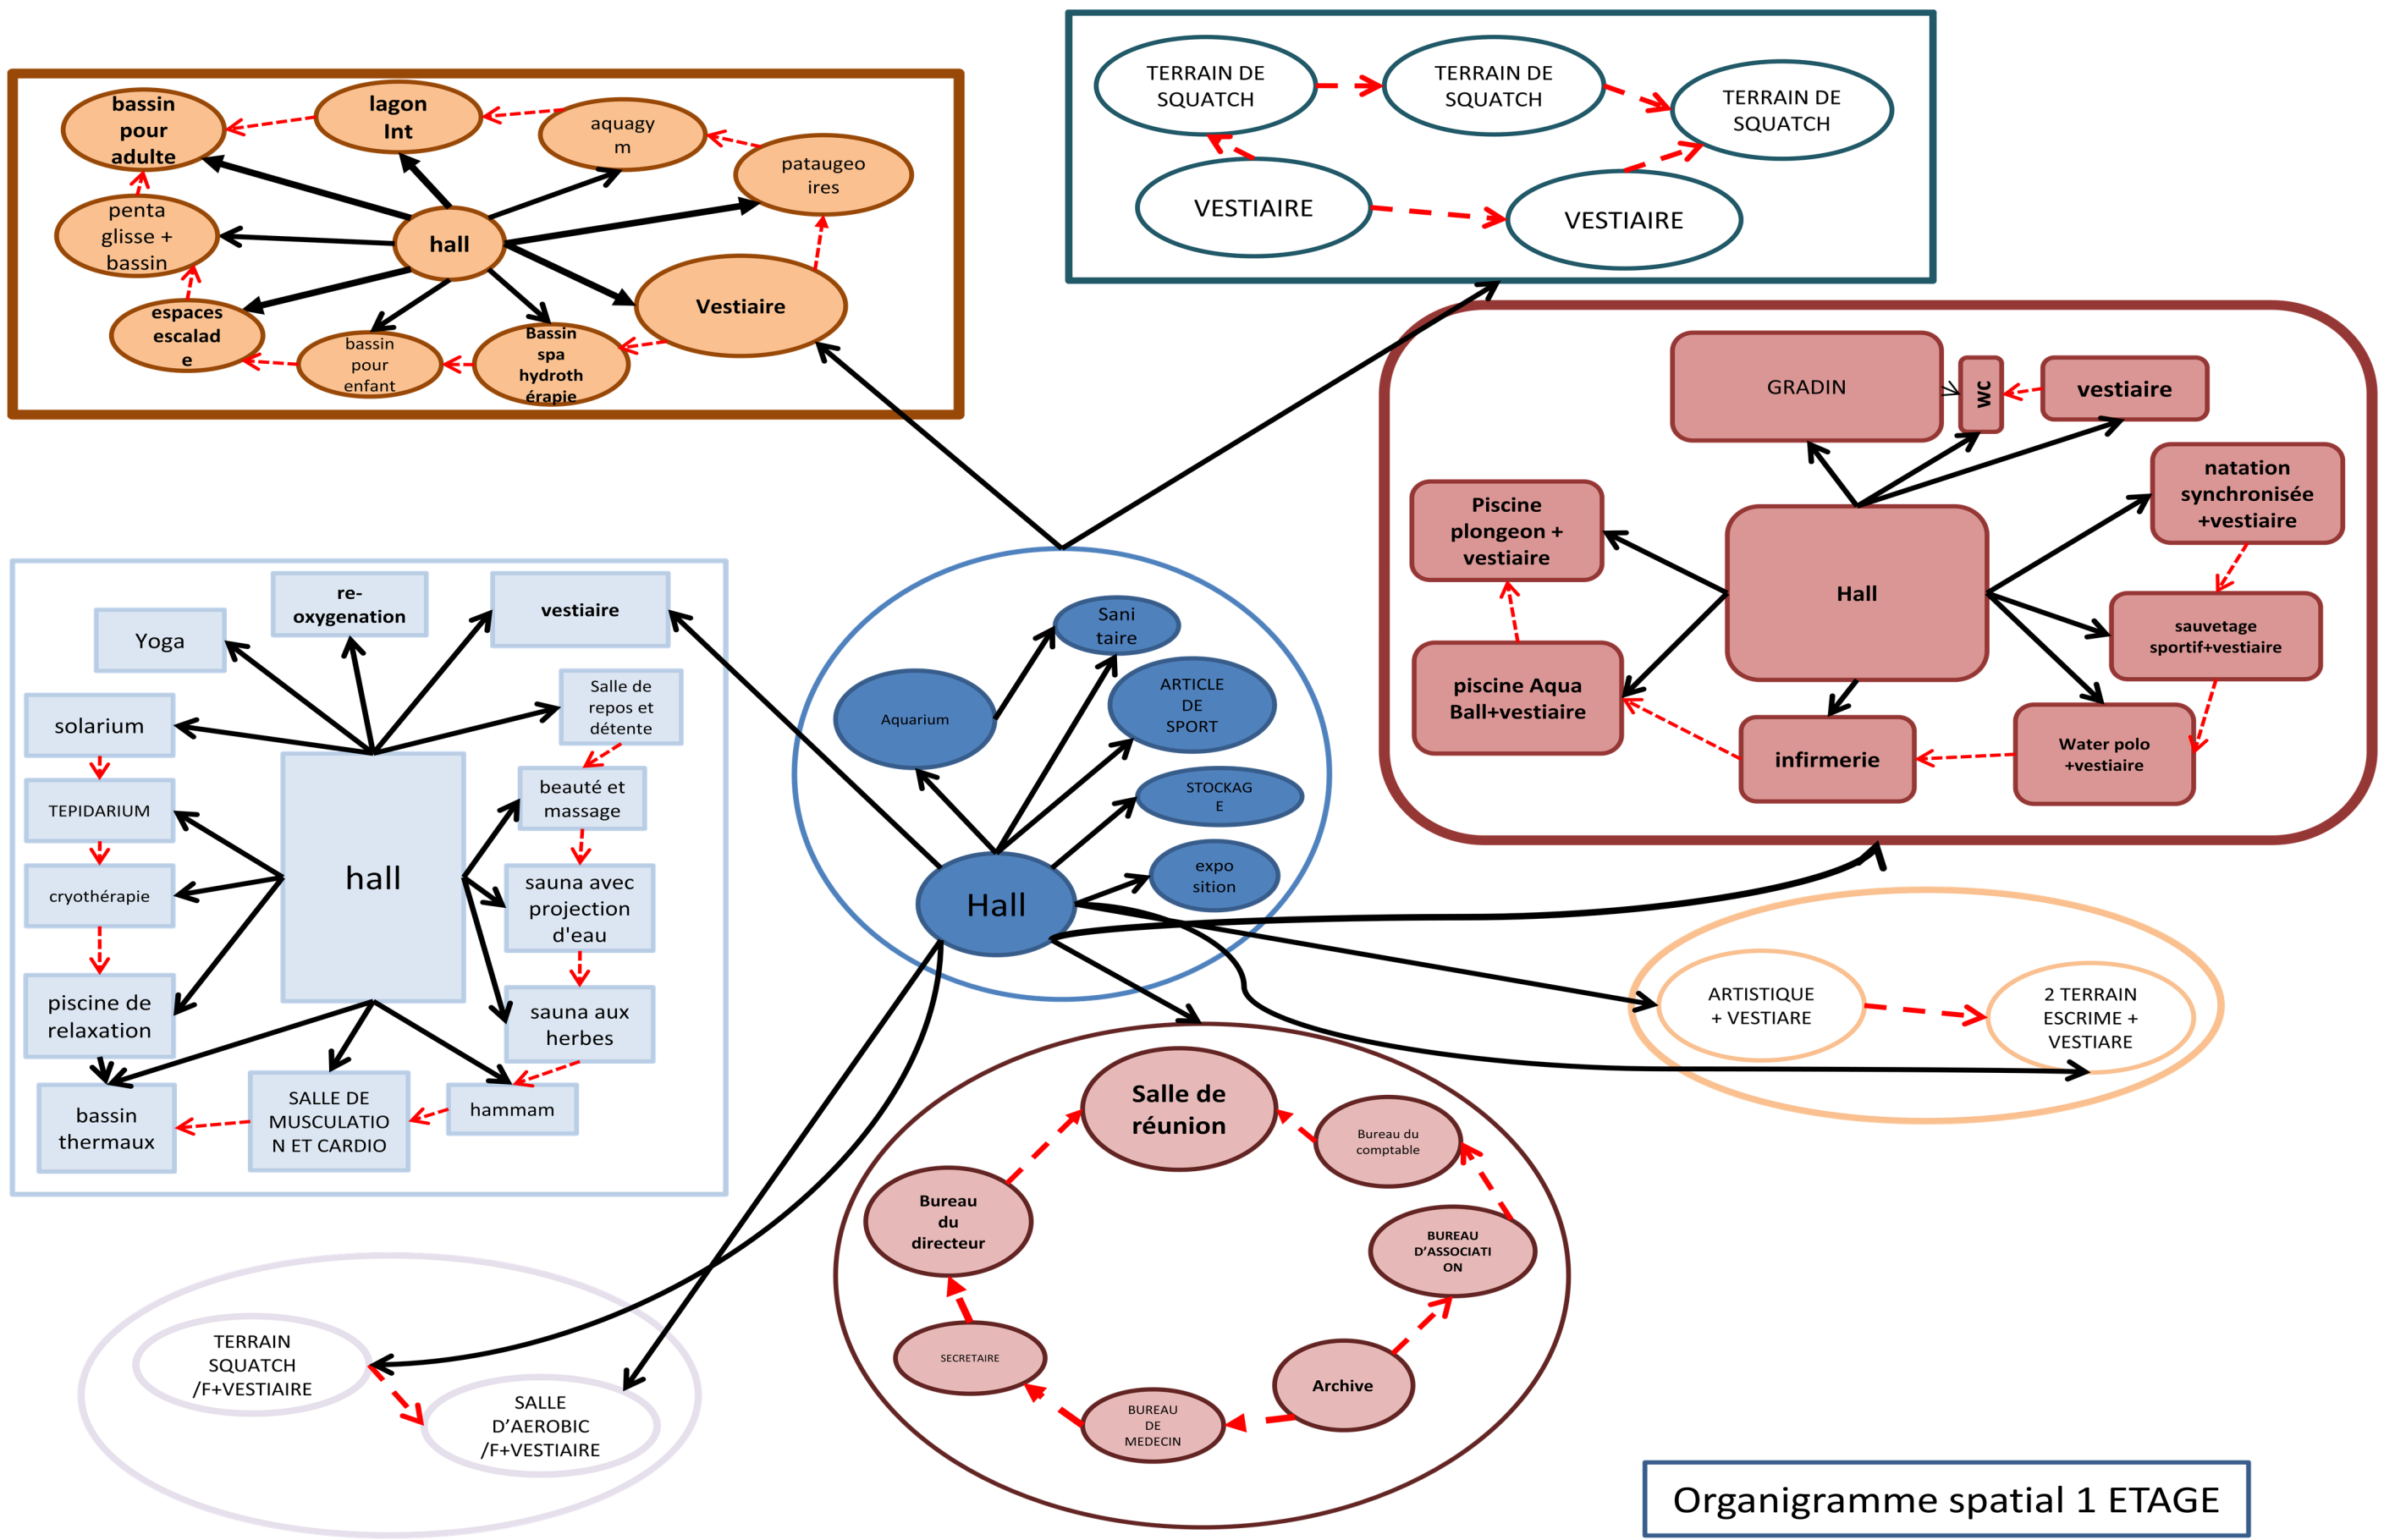 bassin
pour
adulte
lagon
Int
aquagy
m
pataugeo
ires
penta
glisse +
bassin
hall
Vestiaire
espaces
escalad
e
bassin
pour
enfant
Bassin
spa
hydroth
érapie
TERRAIN DE
SQUATCH
TERRAIN DE
SQUATCH
TERRAIN DE
SQUATCH
VESTIAIRE
VESTIAIRE
GRADIN
WC
vestiaire
natation
synchronisée
+vestiaire
Piscine
plongeon +
vestiaire
Hall
sauvetage
sportif+vestiaire
piscine Aqua
Ball+vestiaire
infirmerie
Water polo
+vestiaire
re-
oxygenation
vestiaire
Yoga
Salle de
repos et
détente
solarium
beauté et
massage
TEPIDARIUM
hall
cryothérapie
sauna avec
projection
d'eau
piscine de
relaxation
sauna aux
herbes
bassin
thermaux
SALLE DE
MUSCULATIO
N ET CARDIO
hammam
Sani
taire
Aquarium
ARTICLE
DE
SPORT
STOCKAG
E
expo
sition
Hall
ARTISTIQUE
+ VESTIARE
2 TERRAIN
ESCRIME +
VESTIARE
Salle de
réunion
Bureau du
comptable
Bureau
du
directeur
BUREAU
D’ASSOCIATI
ON
SECRETAIRE
Archive
BUREAU
DE
MEDECIN
TERRAIN
SQUATCH
/F+VESTIAIRE
SALLE
D’AEROBIC
/F+VESTIAIRE
Organigramme spatial 1 ETAGE